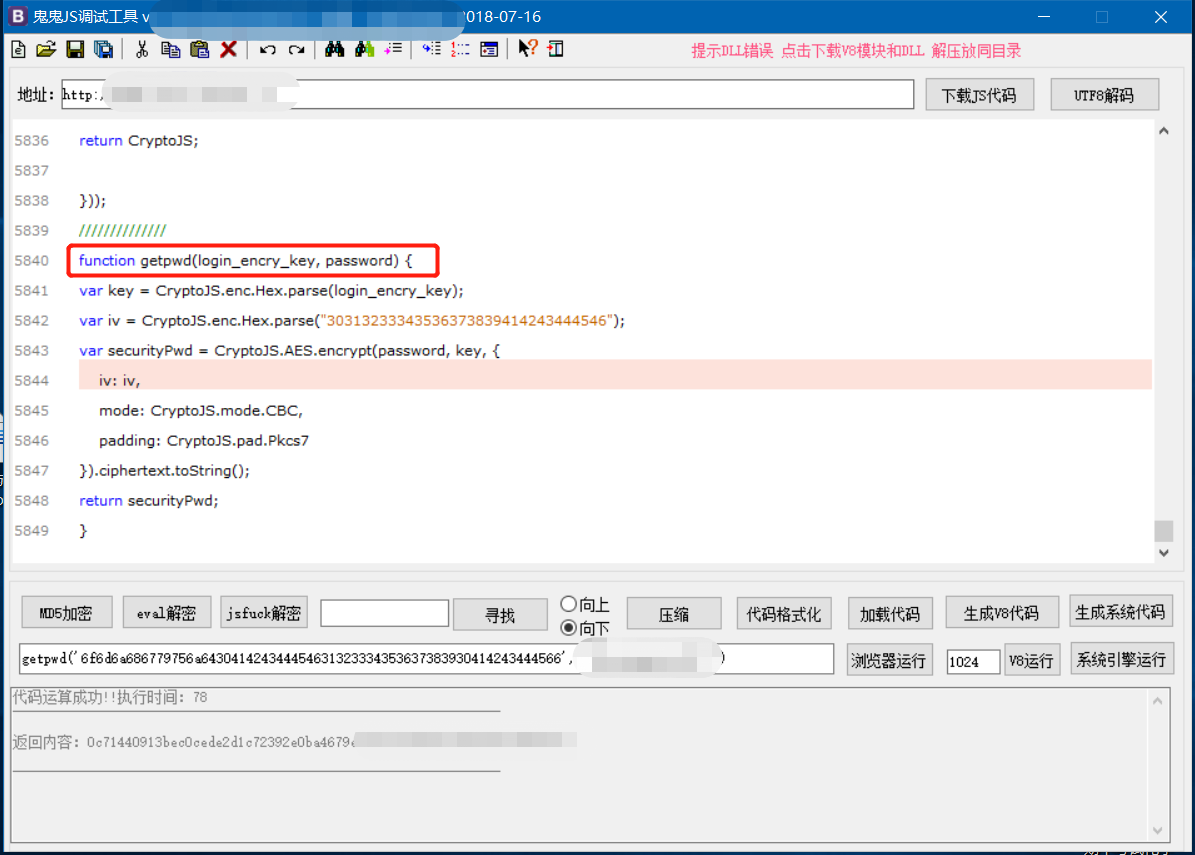 鬼鬼JS调试工具 v 2018-07-16
提示DLL错误 点击下载V8模块和DLL 解压放同目录
地址: http:/ 下载JS代码 UTF8解码
5836 return CryptoJS;
5837
5838 }));
5839 //////////////
5840 function getpwd(login_encry_key, password) {
5841 var key = CryptoJS.enc.Hex.parse(login_encry_key);
5842 var iv = CryptoJS.enc.Hex.parse("30313233343536373839414243444546");
5843 var securityPwd = CryptoJS.AES.encrypt(password, key, {
5844 iv: iv,
5845 mode: CryptoJS.mode.CBC,
5846 padding: CryptoJS.pad.Pkcs7
5847 }).ciphertext.toString();
5848 return securityPwd;
5849 }
MD5加密 eval解密 jsfuck解密 寻找 向上 向下 压缩 代码格式化 加载代码 生成V8代码 生成系统代码
getpwd('6f6d6a686779756a64304142434445463132333435363738393041424344​4566', ) 浏览器运行 1024 V8运行 系统引擎运行
代码运算成功!!执行时间: 78
返回内容: 0c71440913bec0cede2d1c72392e0ba4679